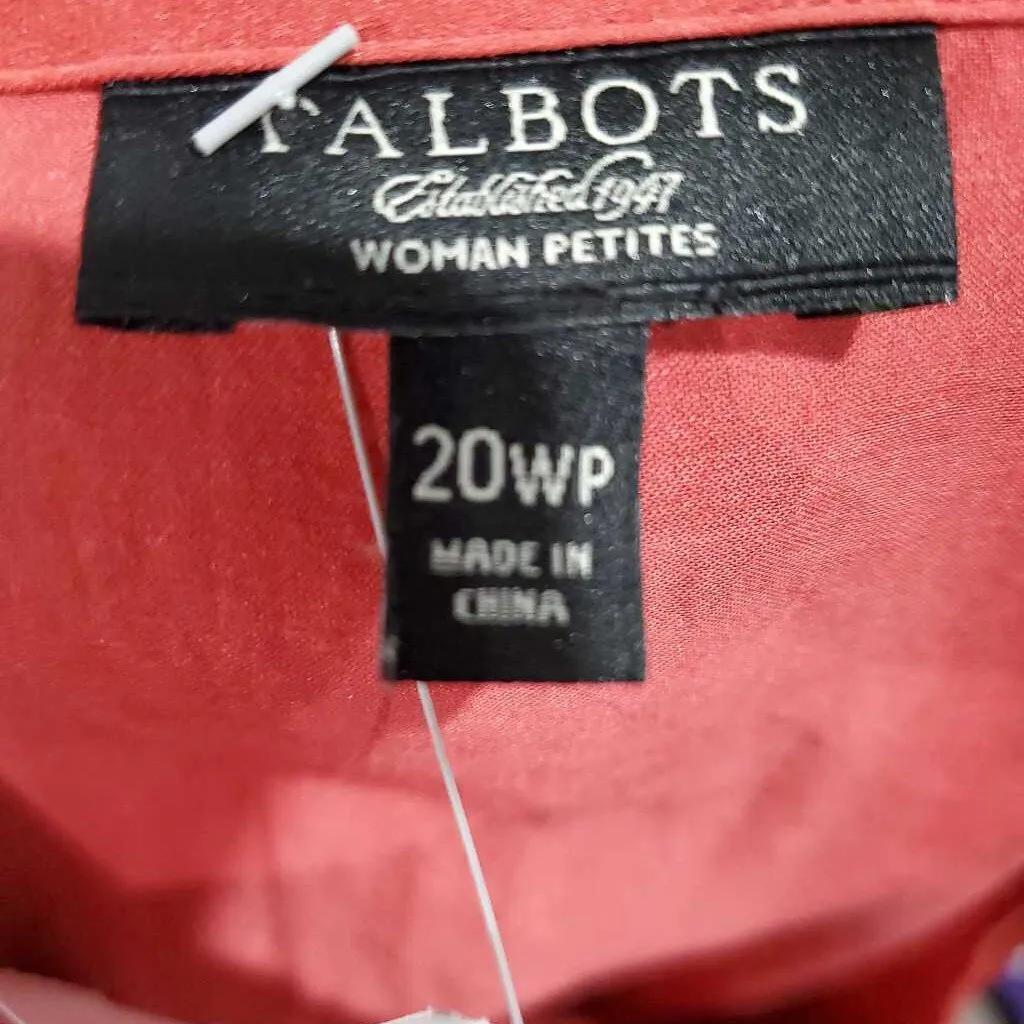 TALBOTS
Established 1947
WOMAN PETITES
20WP
MADE IN
CHINA